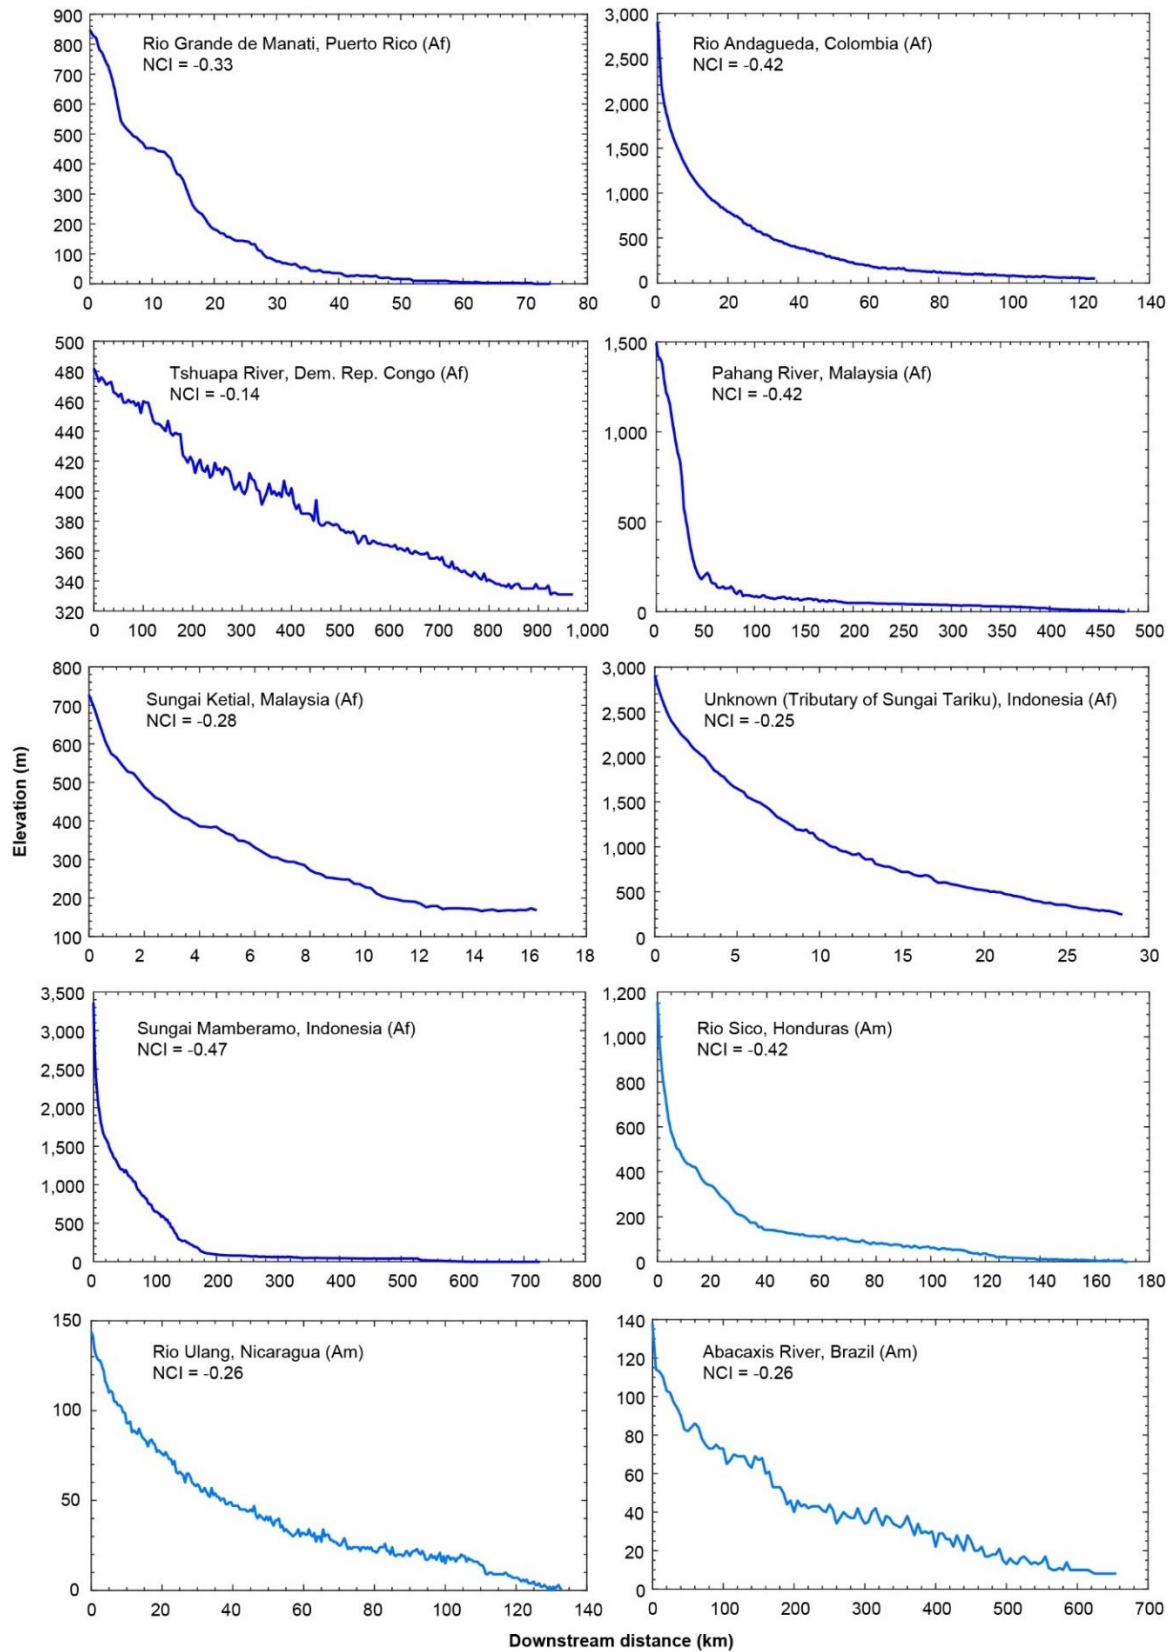 900
800
700
600
500
400
300
200
100
0
Rio Grande de Manati, Puerto Rico (Af)
NCI = -0.33
0 10 20 30 40 50 60 70 80
3,000
2,500
2,000
1,500
1,000
500
0
Rio Andagueda, Colombia (Af)
NCI = -0.42
0 20 40 60 80 100 120 140
500
480
460
440
420
400
380
360
340
320
Tshuapa River, Dem. Rep. Congo (Af)
NCI = -0.14
0 100 200 300 400 500 600 700 800 900 1,000
1,500
1,000
500
0
Pahang River, Malaysia (Af)
NCI = -0.42
0 50 100 150 200 250 300 350 400 450 500
800
700
600
500
400
300
200
100
Sungai Ketial, Malaysia (Af)
NCI = -0.28
0 2 4 6 8 10 12 14 16 18
3,000
2,500
2,000
1,500
1,000
500
0
Unknown (Tributary of Sungai Tariku), Indonesia (Af)
NCI = -0.25
0 5 10 15 20 25 30
Elevation (m)
3,500
3,000
2,500
2,000
1,500
1,000
500
0
Sungai Mamberamo, Indonesia (Af)
NCI = -0.47
0 100 200 300 400 500 600 700 800
1,200
1,000
800
600
400
200
0
Rio Sico, Honduras (Am)
NCI = -0.42
0 20 40 60 80 100 120 140 160 180
150
100
50
0
Rio Ulang, Nicaragua (Am)
NCI = -0.26
0 20 40 60 80 100 120 140
140
120
100
80
60
40
20
0
Abacaxis River, Brazil (Am)
NCI = -0.26
0 100 200 300 400 500 600 700
Downstream distance (km)